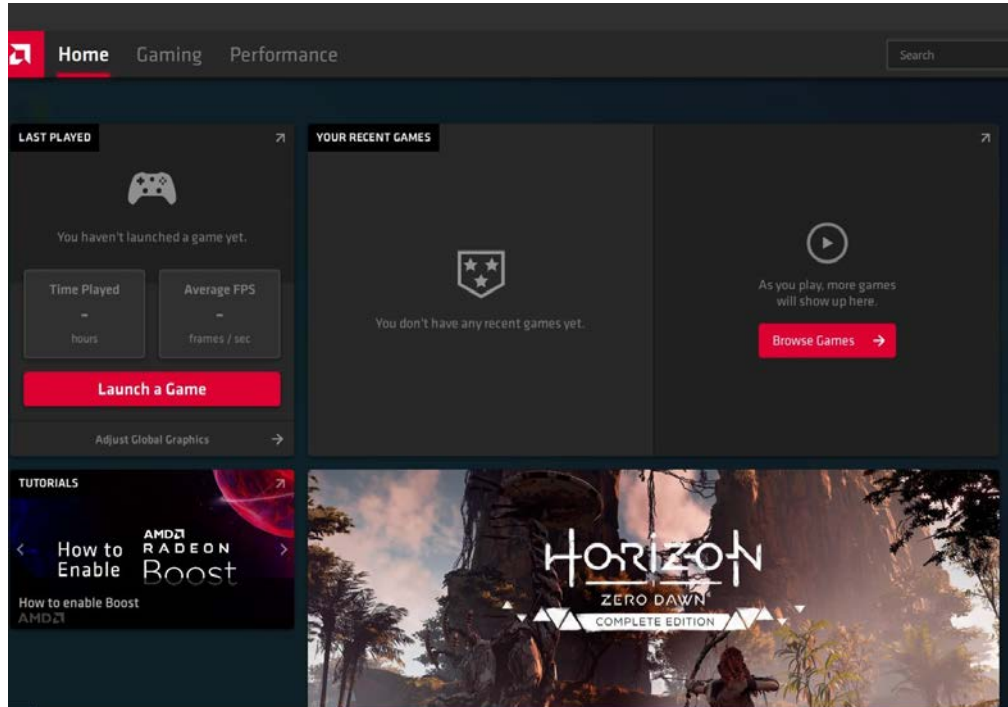 Home Gaming Performance
Search
LAST PLAYED
You haven't launched a game yet.
Time Played
-
hours
Average FPS
-
frames / sec
Launch a Game
Adjust Global Graphics
YOUR RECENT GAMES
You don't have any recent games yet.
As you play, more games
will show up here.
Browse Games
TUTORIALS
How to
Enable
AMD
RADEON
Boost
How to enable Boost
AMD
HORIZON
ZERO DAWN
COMPLETE EDITION